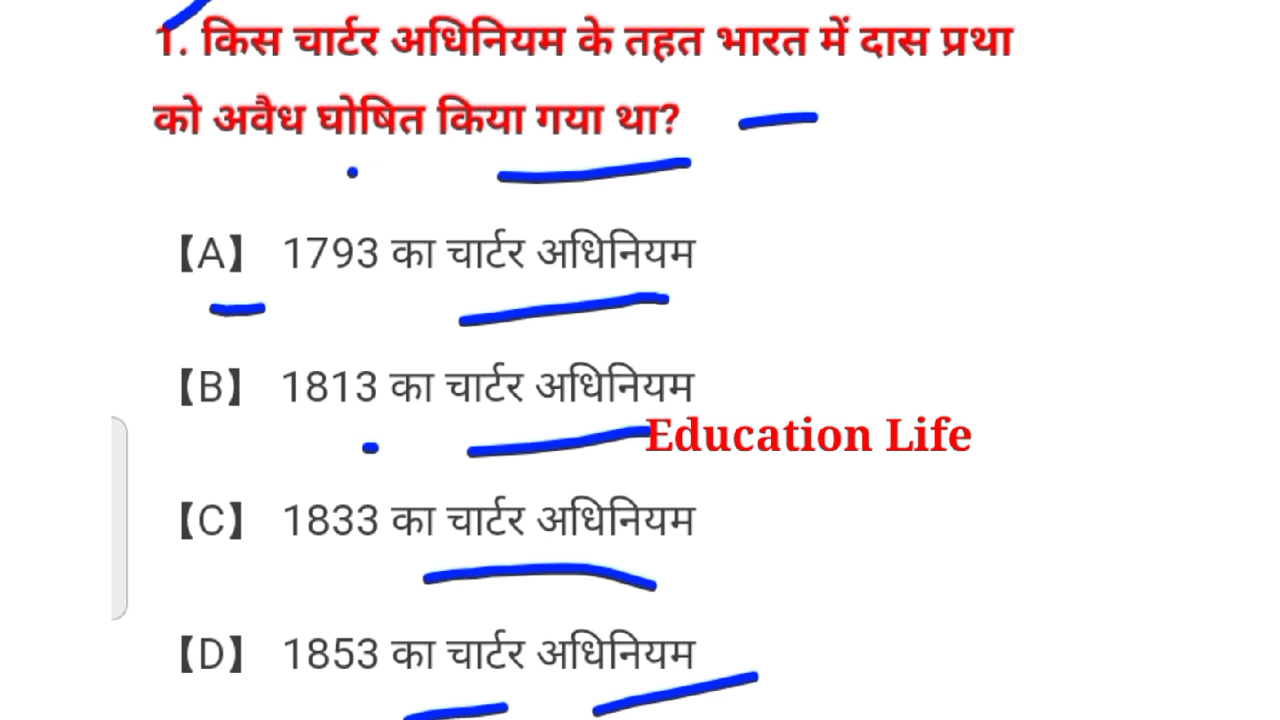 1. किस चार्टर अधिनियम के तहत भारत में दास प्रथा
को अवैध घोषित किया गया था?
【A】 1793 का चार्टर अधिनियम
【B】 1813 का चार्टर अधिनियम
Education Life
【C】 1833 का चार्टर अधिनियम
【D】 1853 का चार्टर अधिनियम